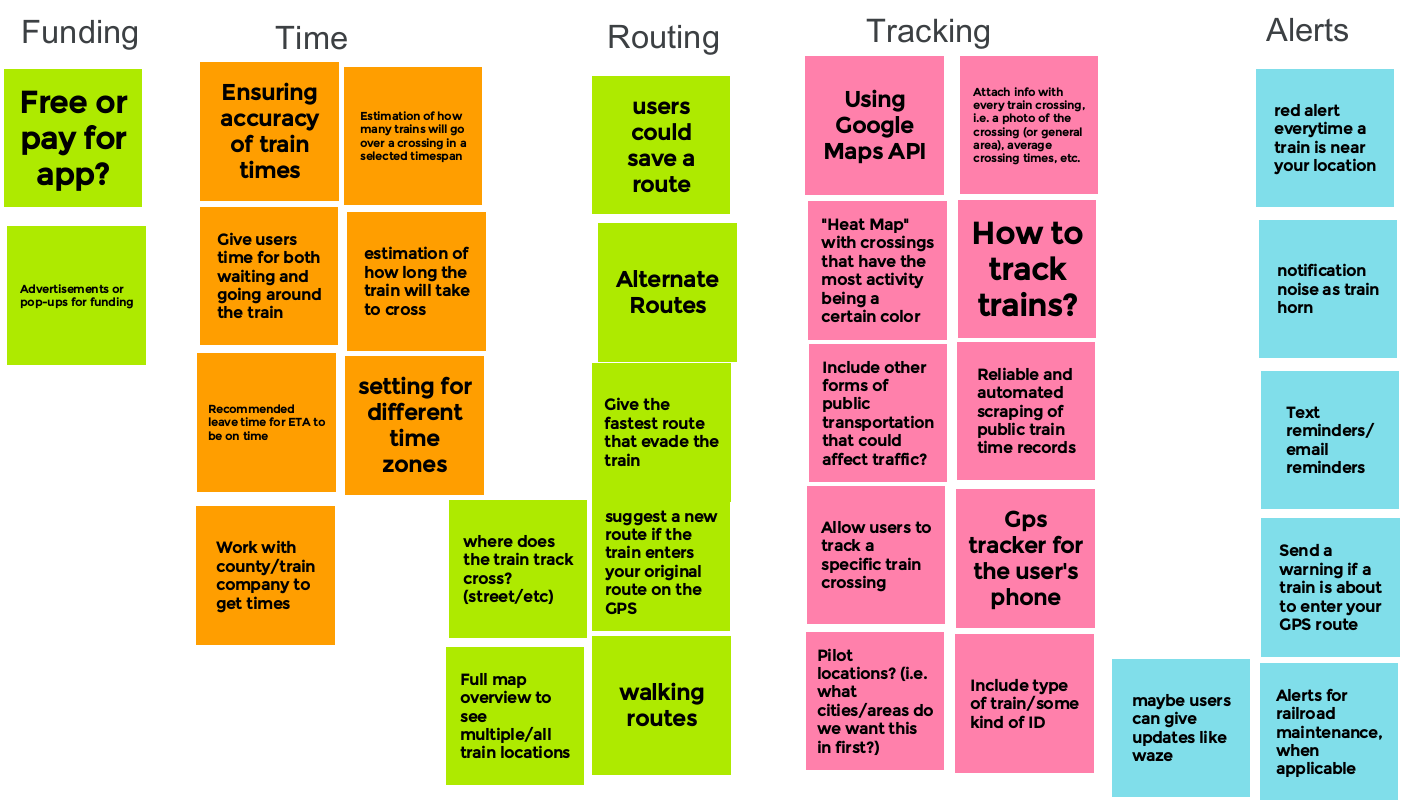 Funding
Free or
pay for
app?
Advertisements or
pop-ups for funding
Time
Ensuring
accuracy
of train
times
Estimation of how
many trains will go
over a crossing in a
selected timespan
Give users
time for both
waiting and
going around
the train
estimation of
how long the
train will take
to cross
Recommended
leave time for ETA to
be on time
setting for
different
time
zones
Work with
county/train
company to
get times
Routing
users
could
save a
route
Alternate
Routes
Give the
fastest route
that evade the
train
where does
the train track
cross?
(street/etc)
suggest a new
route if the
train enters
your original
route on the
GPS
Full map
overview to
see
multiple/all
train locations
walking
routes
Tracking
Using
Google
Maps API
Attach info with
every train crossing,
i.e. a photo of the
crossing (or general
area), average
crossing times, etc.
"Heat Map"
with crossings
that have the
most activity
being a
certain color
How to
track
trains?
Include other
forms of
public
transportation
that could
affect traffic?
Reliable and
automated
scraping of
public train
time records
Allow users to
track a
specific train
crossing
Gps
tracker for
the user's
phone
Pilot
locations? (i.e.
what
cities/areas do
we want this
in first?)
Include type
of train/some
kind of ID
Alerts
red alert
everytime a
train is near
your location
notification
noise as train
horn
Text
reminders/
email
reminders
Send a
warning if a
train is about
to enter your
GPS route
maybe users
can give
updates like
waze
Alerts for
railroad
maintenance,
when
applicable